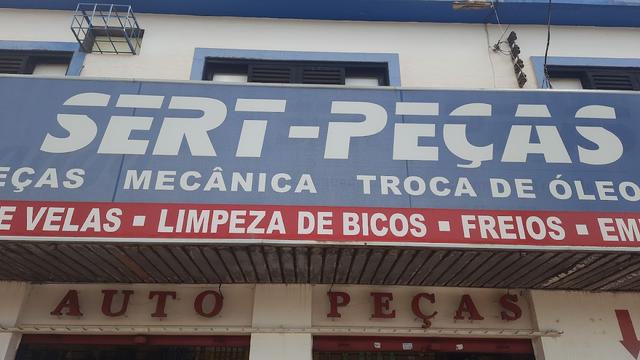 SERT-PEÇAS
EÇAS MECÂNICA TROCA DE ÓLEO
E VELAS ▪ LIMPEZA DE BICOS ▪ FREIOS ▪ EM
AUTO PEÇAS